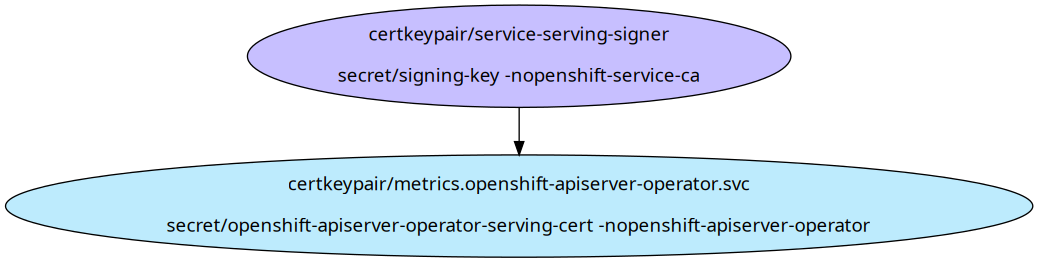 certkeypair/service-serving-signer
secret/signing-key -nopenshift-service-ca
certkeypair/metrics.openshift-apiserver-operator.svc
secret/openshift-apiserver-operator-serving-cert -nopenshift-apiserver-operator